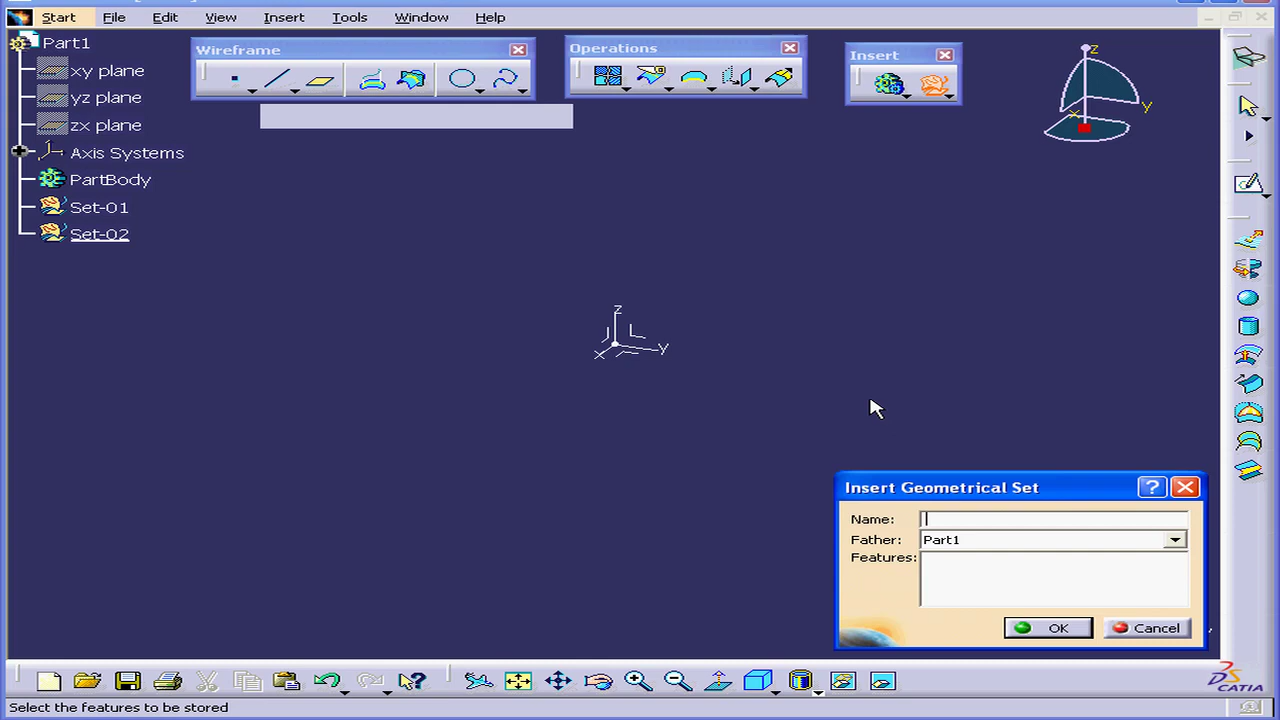 Start File Edit View Insert Tools Window Help
Part1
xy plane
yz plane
zx plane
Axis Systems
PartBody
Set-01
Set-02
Wireframe
Operations
Insert
z
y
x
z
y
x
Insert Geometrical Set
Name:
Father: Part1
Features:
OK Cancel
Select the features to be stored
DS CATIA